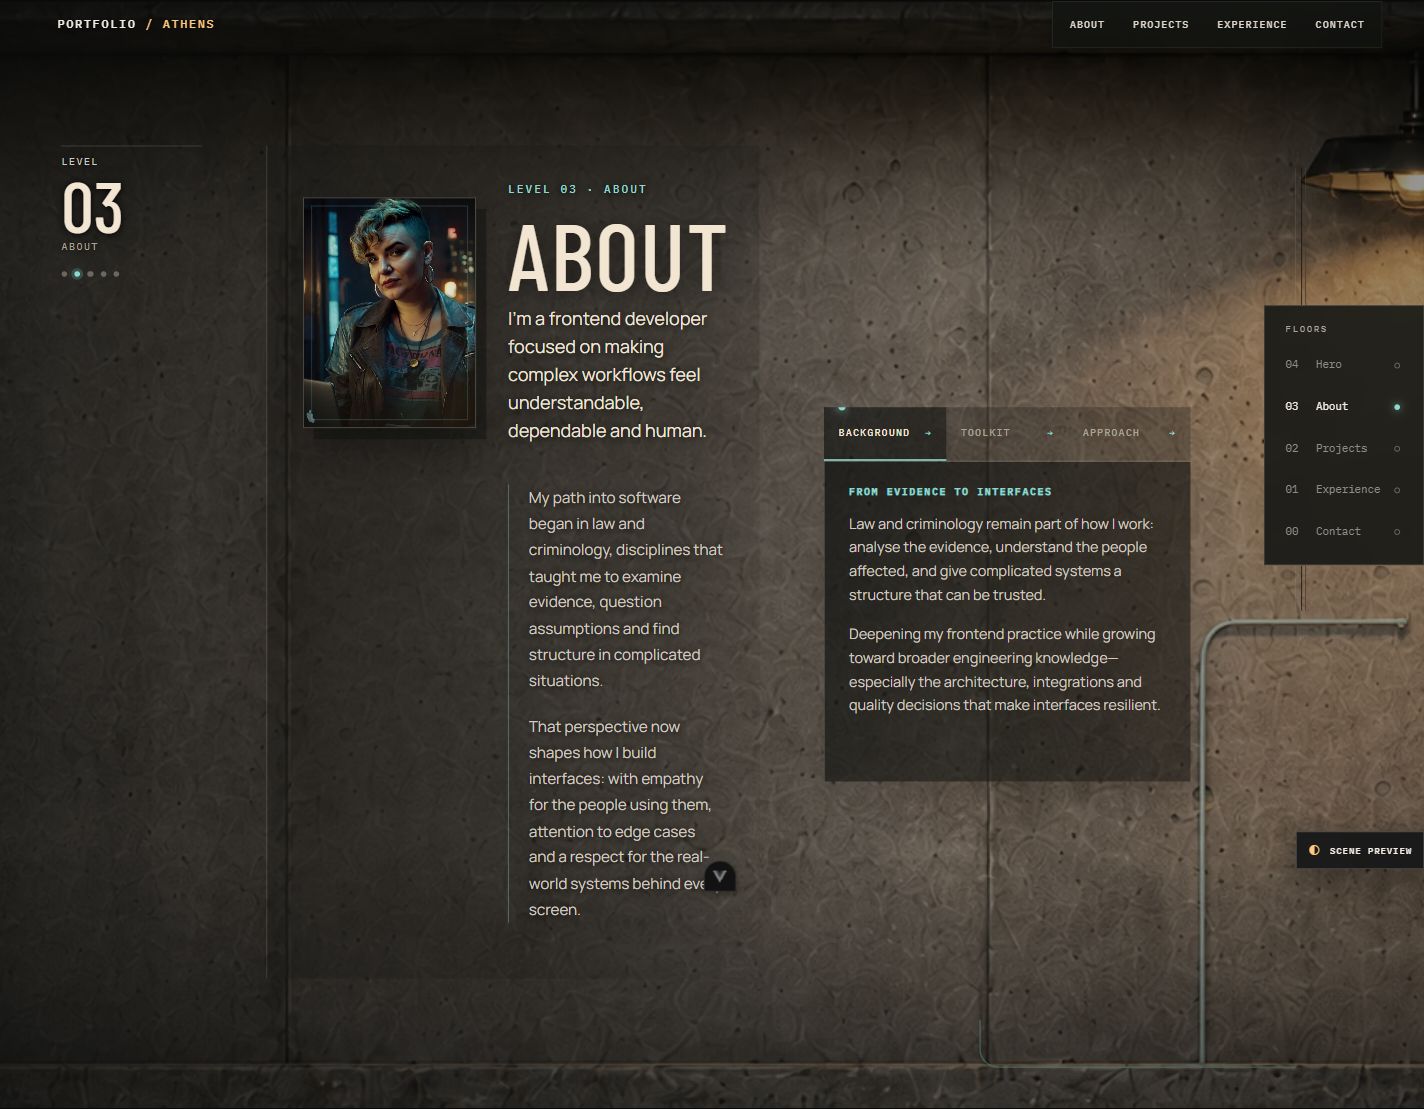 PORTFOLIO / ATHENS
ABOUT
PROJECTS
EXPERIENCE
CONTACT
LEVEL
03
ABOUT
LEVEL 03 · ABOUT
ABOUT
I'm a frontend developer
focused on making
complex workflows feel
understandable,
dependable and human.
My path into software
began in law and
criminology, disciplines that
taught me to examine
evidence, question
assumptions and find
structure in complicated
situations.
That perspective now
shapes how I build
interfaces: with empathy
for the people using them,
attention to edge cases
and a respect for the real-
world systems behind
screen.
BACKGROUND →
TOOLKIT →
APPROACH →
FROM EVIDENCE TO INTERFACES
Law and criminology remain part of how I work:
analyse the evidence, understand the people
affected, and give complicated systems a
structure that can be trusted.
Deepening my frontend practice while growing
toward broader engineering knowledge—
especially the architecture, integrations and
quality decisions that make interfaces resilient.
FLOORS
04 Hero
03 About
02 Projects
01 Experience
00 Contact
SCENE PREVIEW